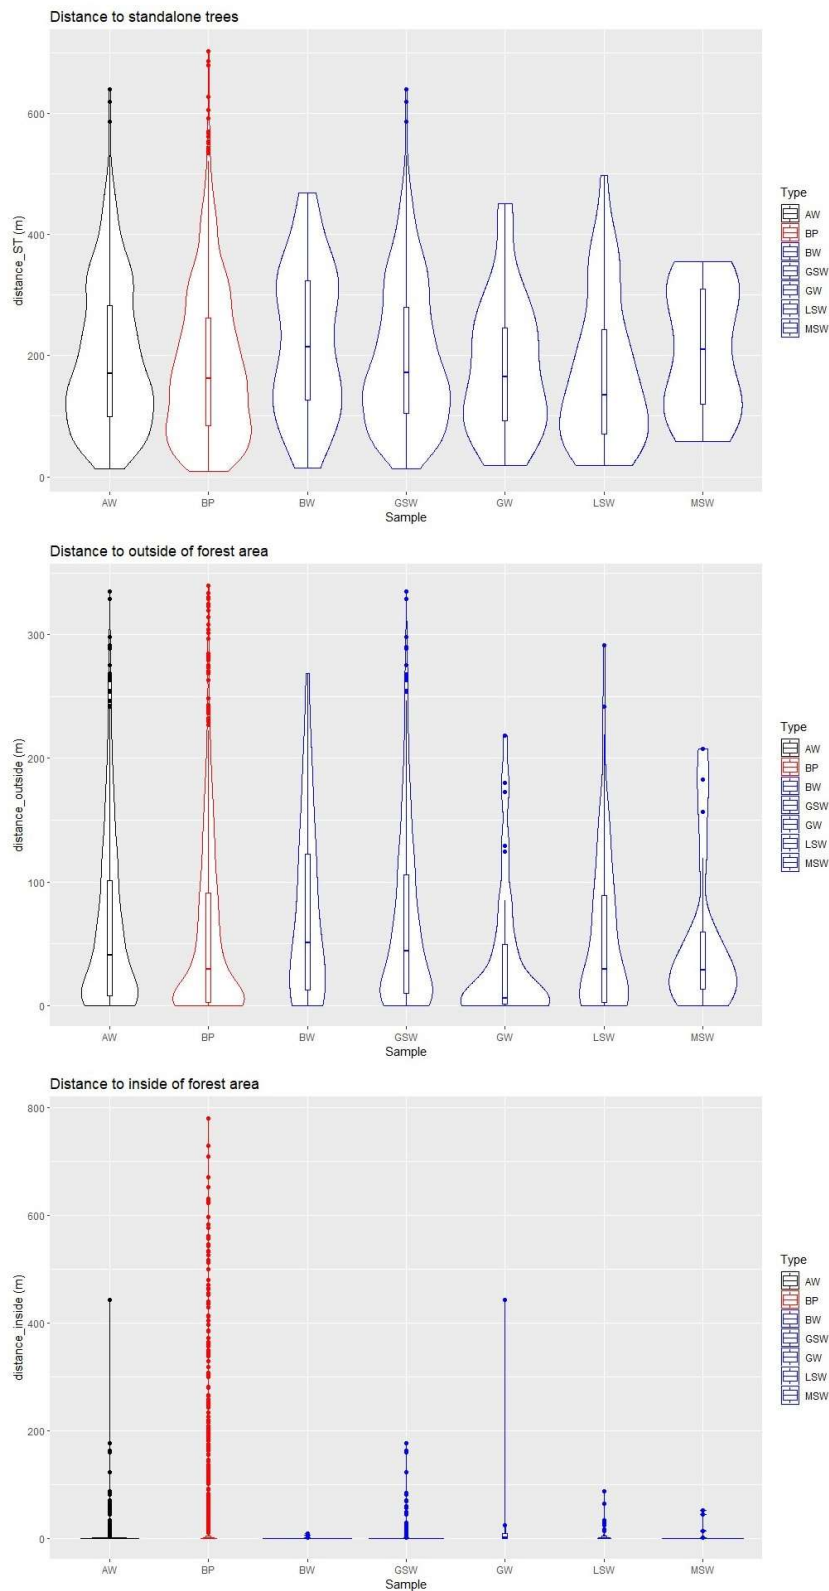 Distance to standalone trees
600
400
200
0
distance_ST (m)
AW BP BW GSW GW LSW MSW
Sample
Type
AW
BP
BW
GSW
GW
LSW
MSW
Distance to outside of forest area
300
200
100
0
distance_outside (m)
AW BP BW GSW GW LSW MSW
Sample
Type
AW
BP
BW
GSW
GW
LSW
MSW
Distance to inside of forest area
800
600
400
200
0
distance_inside (m)
AW BP BW GSW GW LSW MSW
Sample
Type
AW
BP
BW
GSW
GW
LSW
MSW